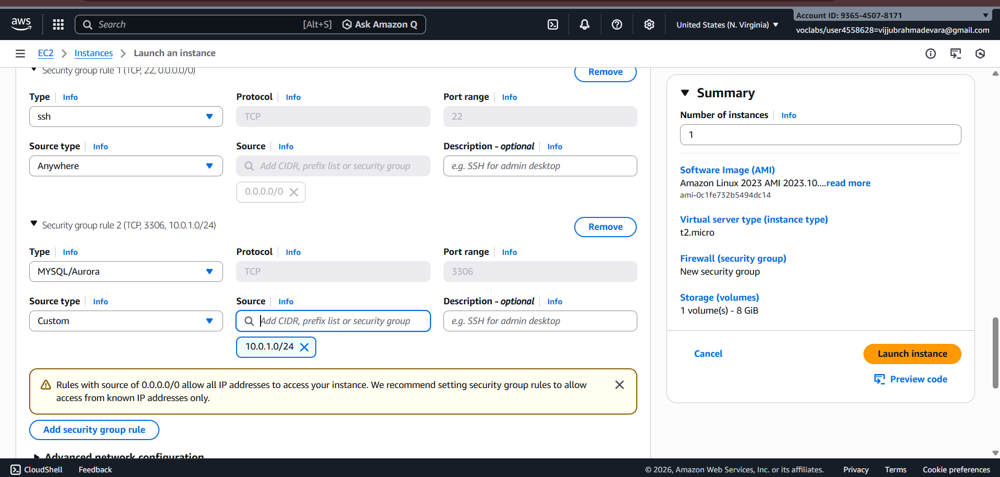 aws
Search [Alt+S] Ask Amazon Q
United States (N. Virginia)
Account ID: 9365-4507-8171
voclabs/user4558628=vijjubrahmadevara@gmail.com
EC2 Instances Launch an instance
Security group rule 1 (TCP, 22, 0.0.0.0/0)
Remove
Type Info Protocol Info Port range Info
ssh TCP 22
Source type Info Source Info Description - optional Info
Anywhere Add CIDR, prefix list or security group e.g. SSH for admin desktop
0.0.0.0/0
Security group rule 2 (TCP, 3306, 10.0.1.0/24)
Remove
Type Info Protocol Info Port range Info
MYSQL/Aurora TCP 3306
Source type Info Source Info Description - optional Info
Custom Add CIDR, prefix list or security group e.g. SSH for admin desktop
10.0.1.0/24
Rules with source of 0.0.0.0/0 allow all IP addresses to access your instance. We recommend setting security group rules to allow
access from known IP addresses only.
Add security group rule
Advanced network configuration
Summary
Number of instances Info
1
Software Image (AMI)
Amazon Linux 2023 AMI 2023.10....read more
ami-0c1fe732b5494dc14
Virtual server type (instance type)
t2.micro
Firewall (security group)
New security group
Storage (volumes)
1 volume(s) - 8 GiB
Cancel Launch instance
Preview code
CloudShell Feedback © 2026, Amazon Web Services, Inc. or its affiliates. Privacy Terms Cookie preferences